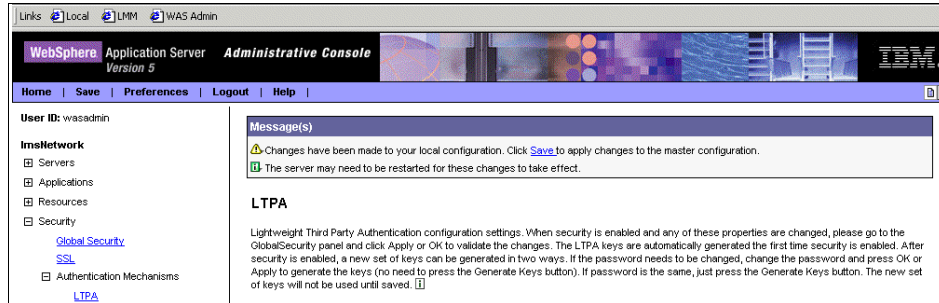 Links Local LMM WAS Admin
WebSphere Application Server Administrative Console
Version 5
IBM
Home | Save | Preferences | Logout | Help |
User ID: wasadmin
lmsNetwork
Servers
Applications
Resources
Security
Global Security
SSL
Authentication Mechanisms
LTPA
Message(s)
Changes have been made to your local configuration. Click Save to apply changes to the master configuration.
The server may need to be restarted for these changes to take effect.
LTPA
Lightweight Third Party Authentication configuration settings. When security is enabled and any of these properties are changed, please go to the
GlobalSecurity panel and click Apply or OK to validate the changes. The LTPA keys are automatically generated the first time security is enabled. After
security is enabled, a new set of keys can be generated in two ways. If the password needs to be changed, change the password and press OK or
Apply to generate the keys (no need to press the Generate Keys button). If password is the same, just press the Generate Keys button. The new set
of keys will not be used until saved.